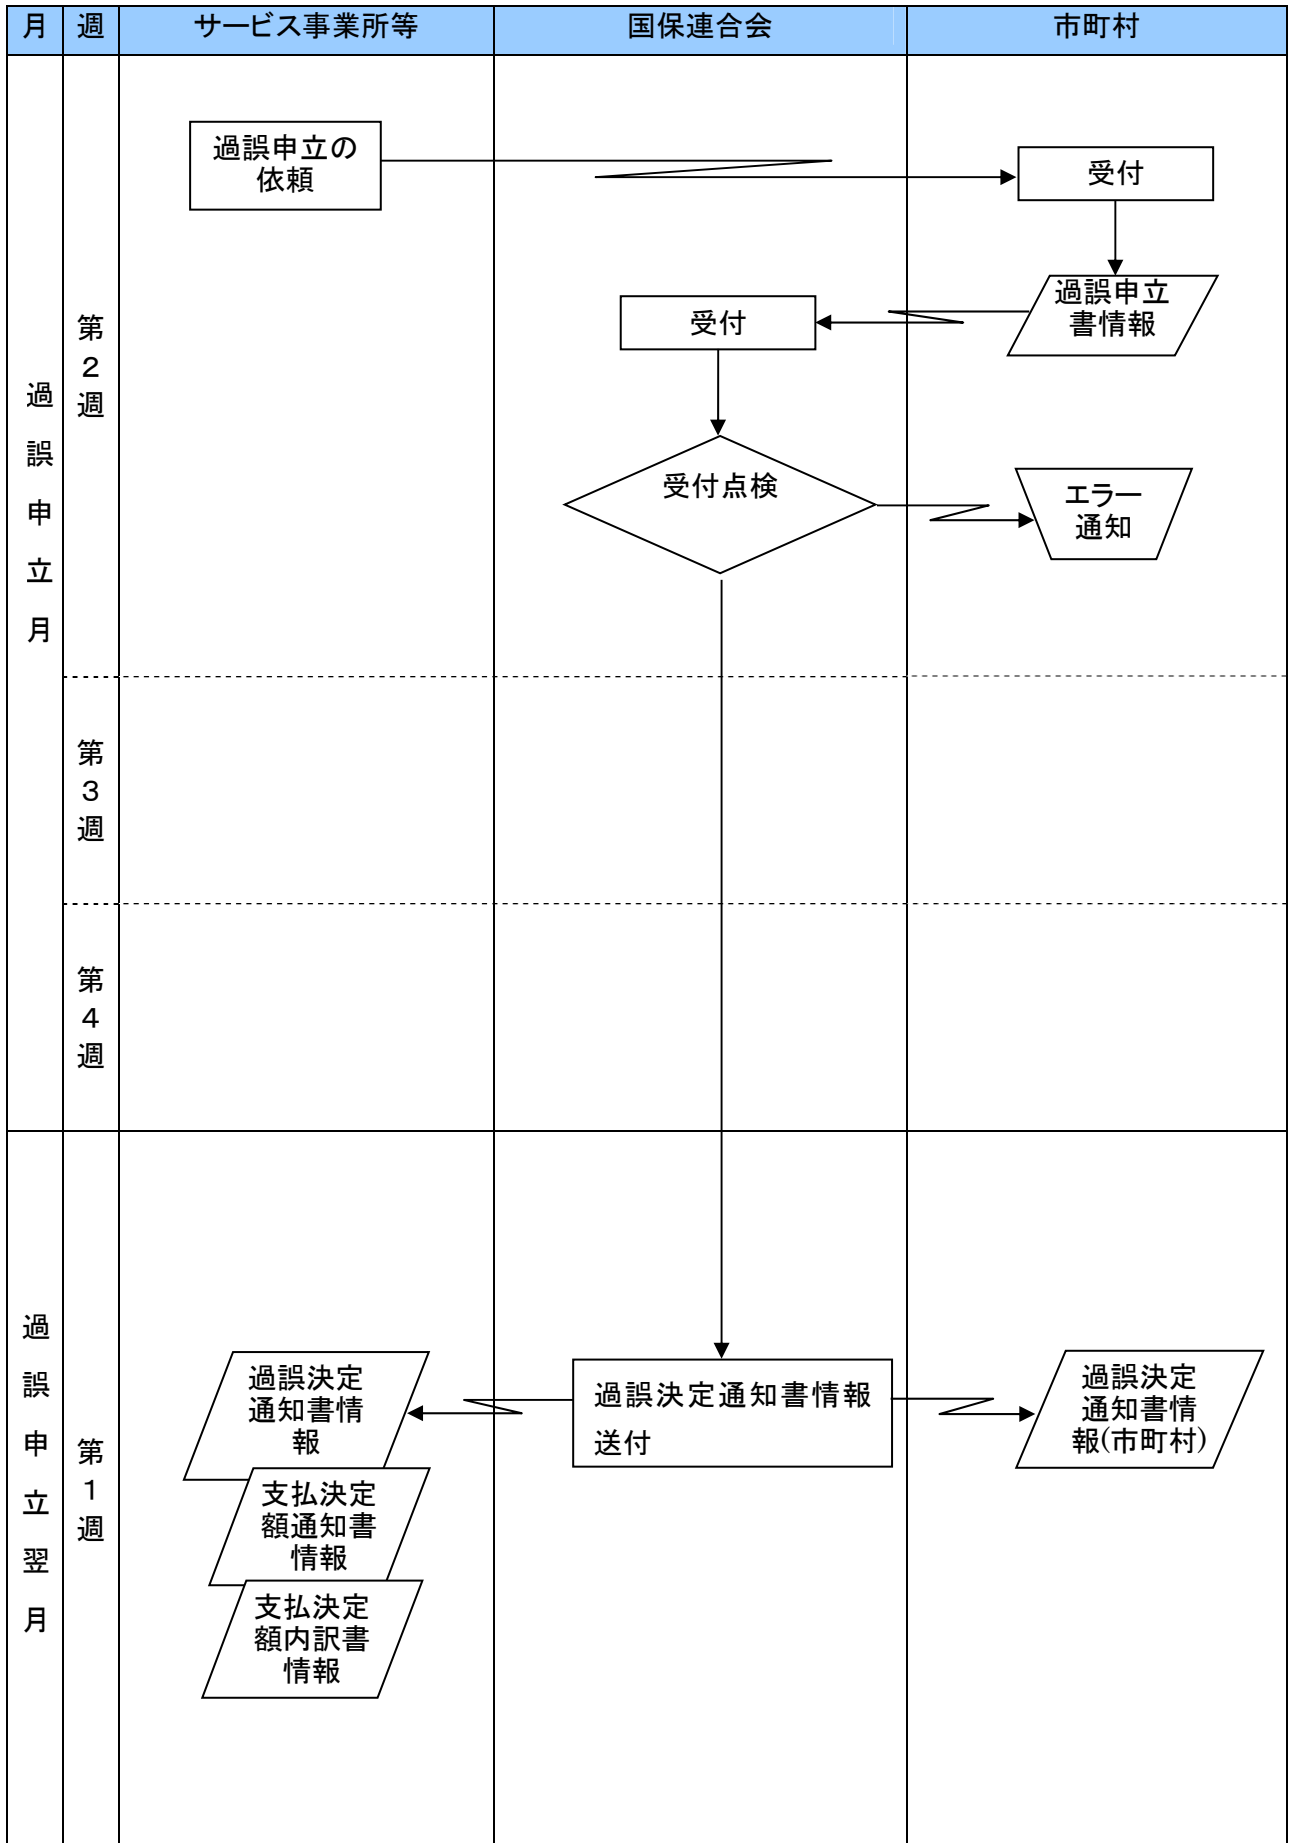 月 週 サービス事業所等 国保連合会 市町村
過誤申立月
第2週
過誤申立の
依頼
受付
過誤申立
書情報
受付
受付点検
エラー
通知
第3週
第4週
過誤申立翌月
第1週
過誤決定
通知書情
報
過誤決定通知書情報
送付
過誤決定
通知書情
報(市町村)
支払決定
額通知書
情報
支払決定
額内訳書
情報